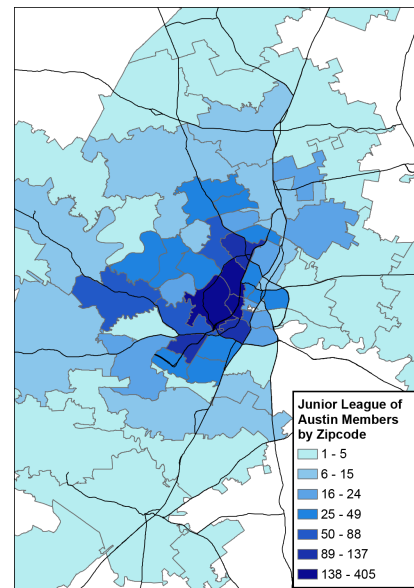 Junior League of
Austin Members
by Zipcode
1 - 5
6 - 15
16 - 24
25 - 49
50 - 88
89 - 137
138 - 405